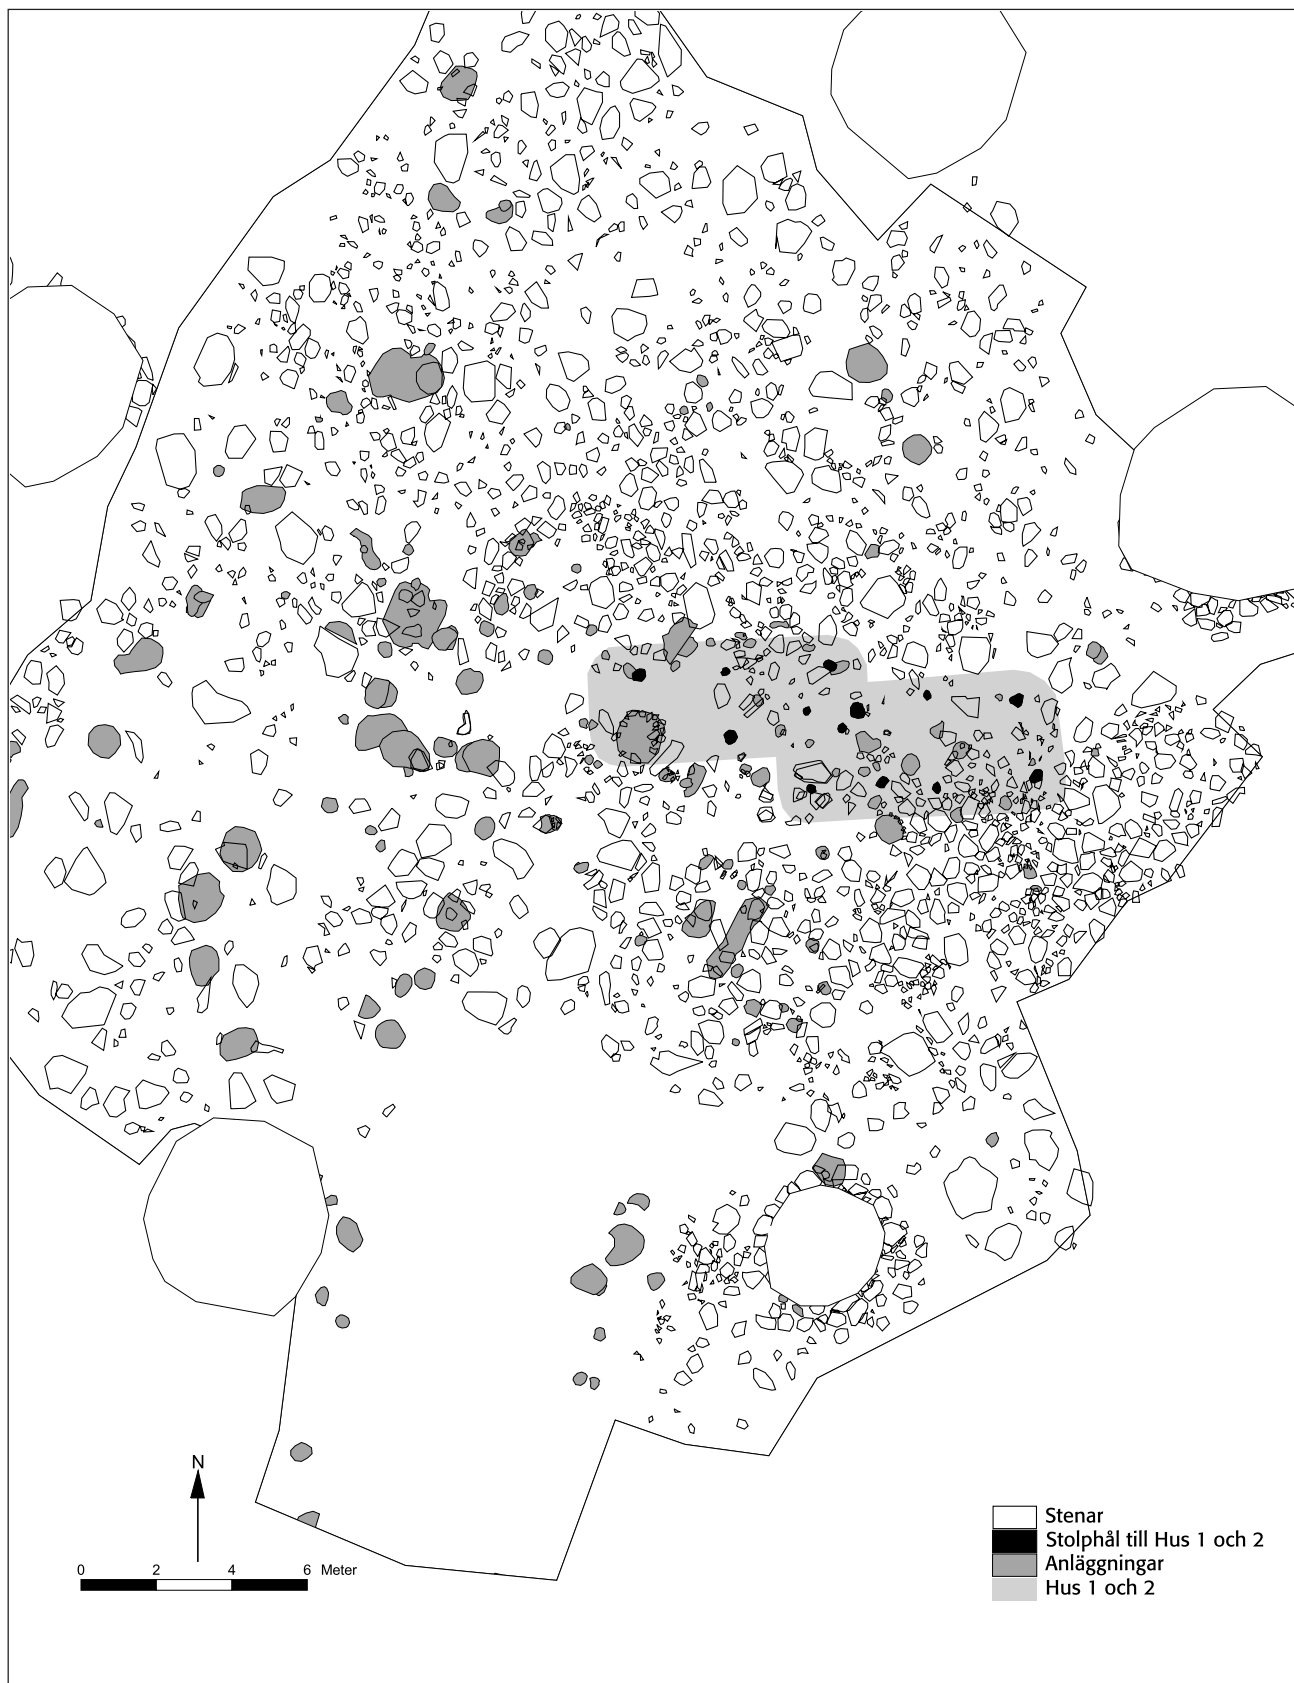 N
0 2 4 6 Meter
Stenar
Stolphål till Hus 1 och 2
Anläggningar
Hus 1 och 2